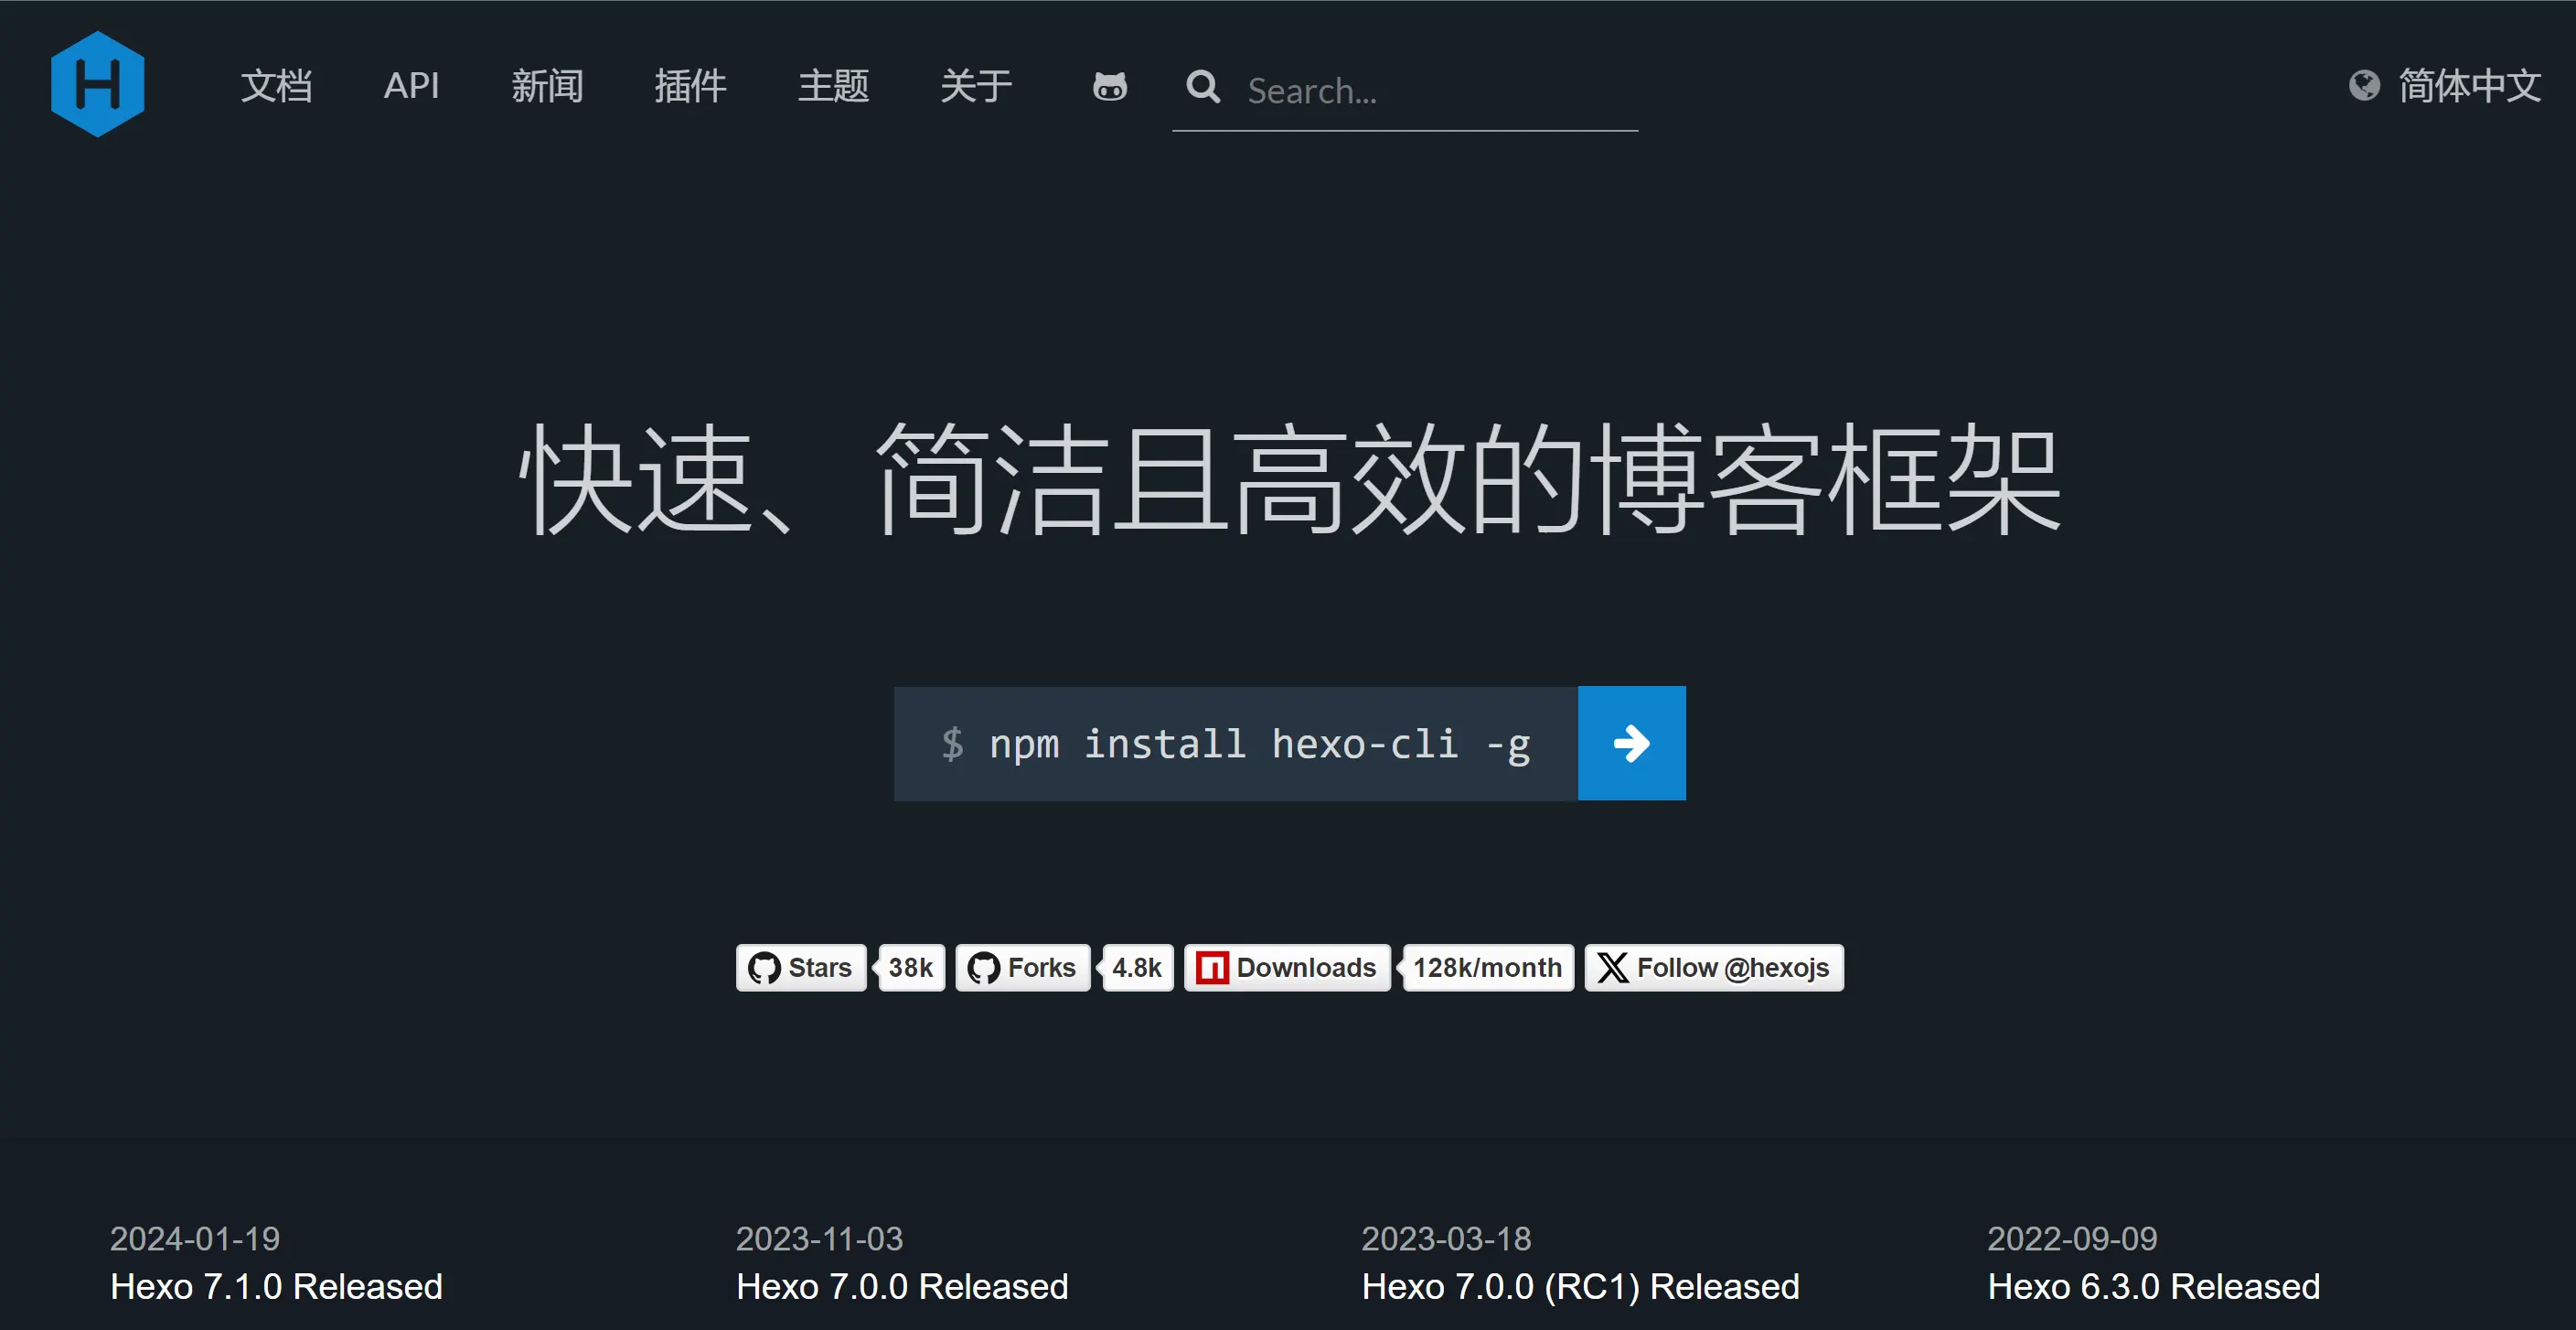 H 文档 API 新闻 插件 主题 关于 Search... 简体中文
快速、简洁且高效的博客框架
$ npm install hexo-cli -g
Stars 38k Forks 4.8k Downloads 128k/month Follow @hexojs
2024-01-19 2023-11-03 2023-03-18 2022-09-09
Hexo 7.1.0 Released Hexo 7.0.0 Released Hexo 7.0.0 (RC1) Released Hexo 6.3.0 Released